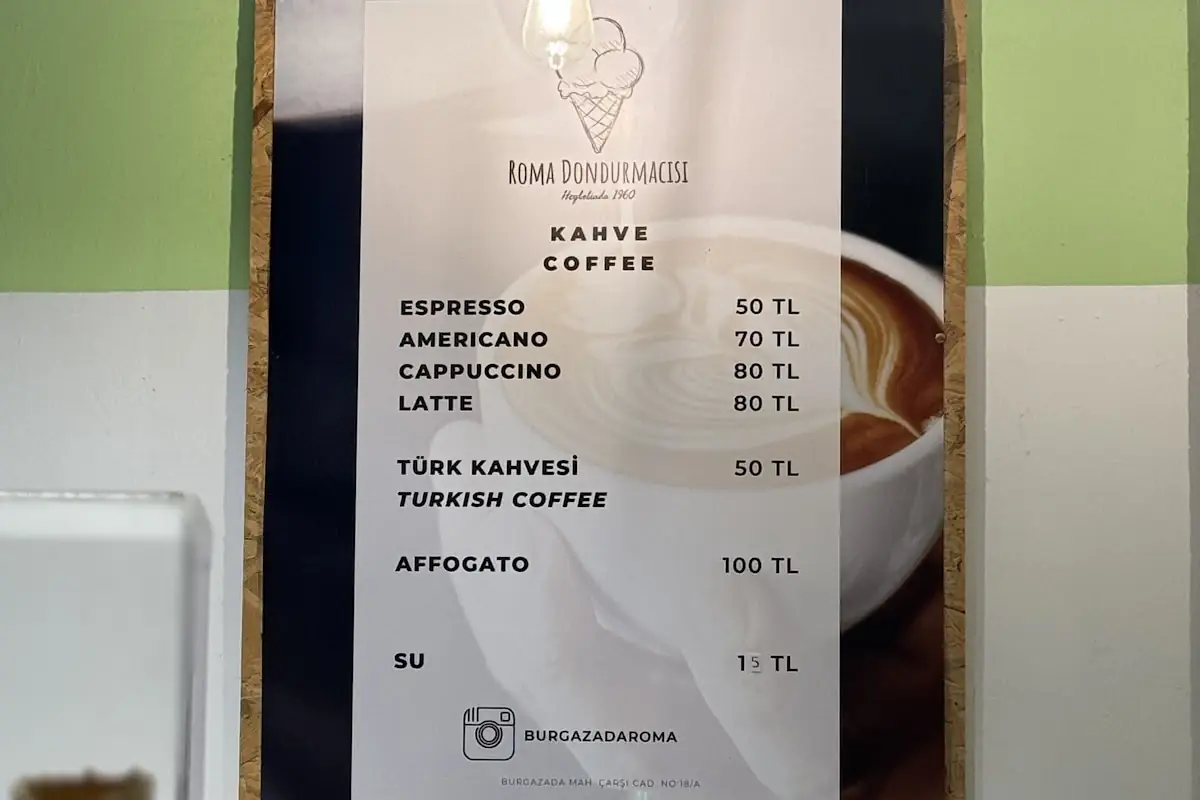 ROMA DONDURMACISI
Heybeliada 1960
KAHVE
COFFEE
ESPRESSO 50 TL
AMERICANO 70 TL
CAPPUCCINO 80 TL
LATTE 80 TL
TÜRK KAHVESİ 50 TL
TURKISH COFFEE
AFFOGATO 100 TL
SU 15 TL
BURGAZADAROMA
BURGAZADA MAH. ÇARŞI CAD. NO:18/A